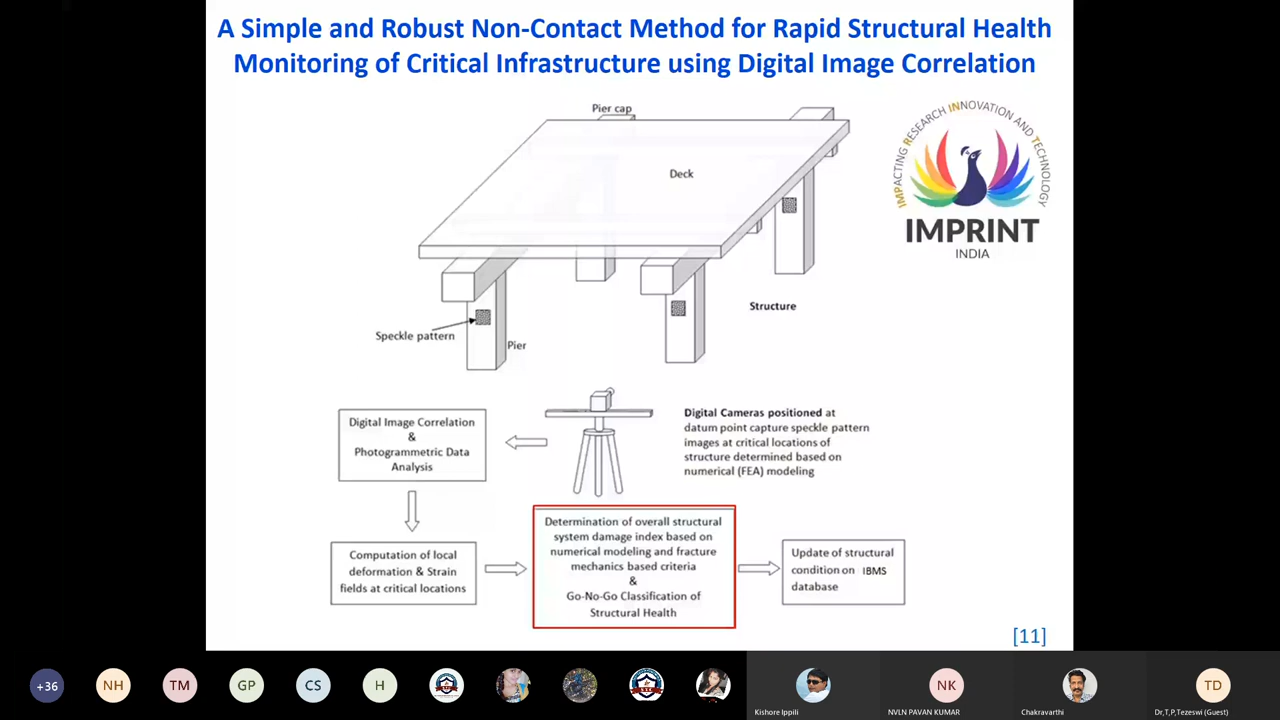 A Simple and Robust Non-Contact Method for Rapid Structural Health
Monitoring of Critical Infrastructure using Digital Image Correlation
Pier cap
Deck
Speckle pattern
Pier
Structure
IMPACTING RESEARCH INNOVATION AND TECHNOLOGY
IMPRINT
INDIA
Digital Image Correlation
&
Photogrammetric Data
Analysis
Digital Cameras positioned at
datum point capture speckle pattern
images at critical locations of
structure determined based on
numerical (FEA) modeling
Computation of local
deformation & Strain
fields at critical locations
Determination of overall structural
system damage index based on
numerical modeling and fracture
mechanics based criteria
&
Go-No-Go Classification of
Structural Health
Update of structural
condition on IBMS
database
[11]
+36
NH
TM
GP
CS
H
Kishore Ippili
NK
NVLN PAVAN KUMAR
Chakravarthi
TD
Dr,T,P,Tezeswi (Guest)